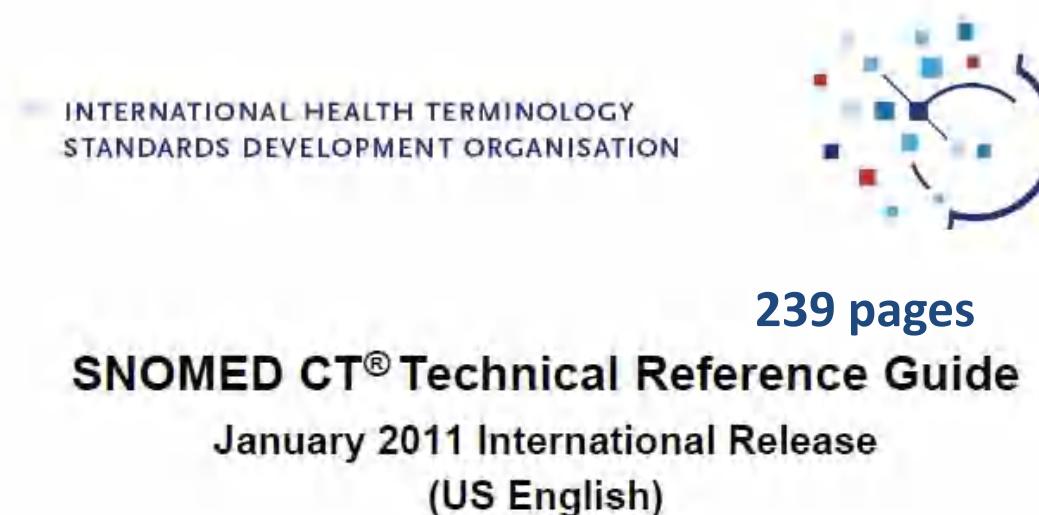 INTERNATIONAL HEALTH TERMINOLOGY
STANDARDS DEVELOPMENT ORGANISATION
239 pages
SNOMED CT® Technical Reference Guide
January 2011 International Release
(US English)